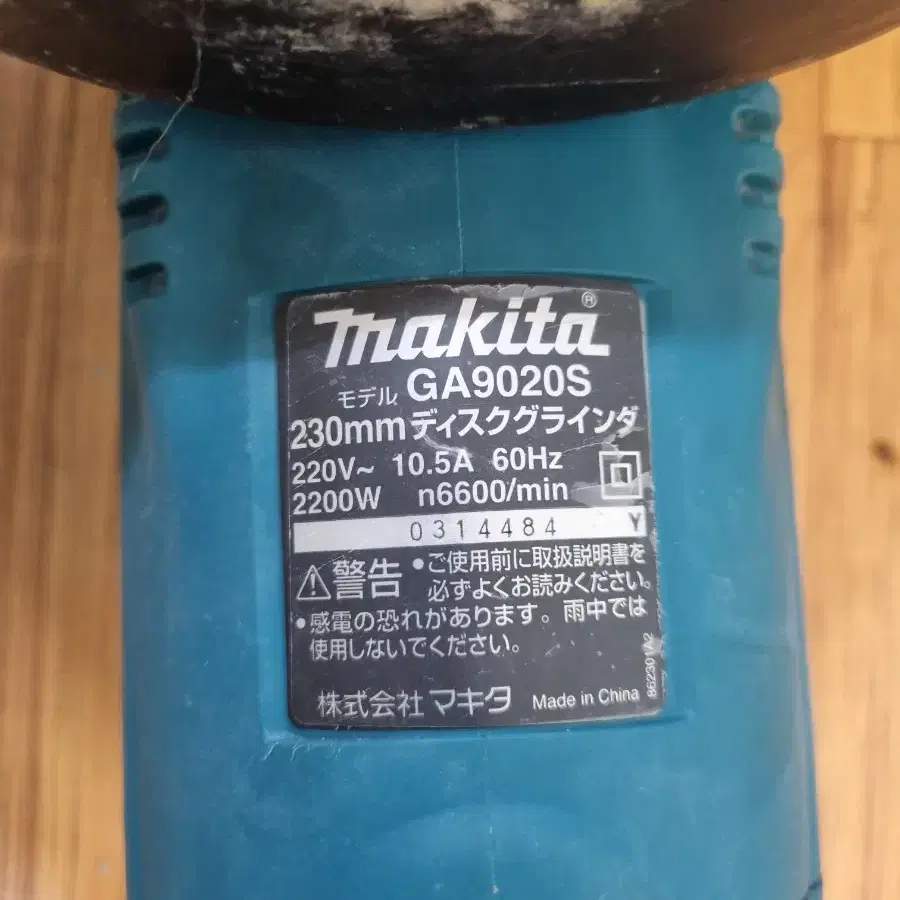 makita®
モデル GA9020S
230mm ディスクグラインダ
220V~ 10.5A 60Hz
2200W n6600/min
0314484 Y
警告 •ご使用前に取扱説明書を
必ずよくお読みください。
•感電の恐れがあります。雨中では
使用しないでください。
株式会社 マキタ Made in China
862301A2